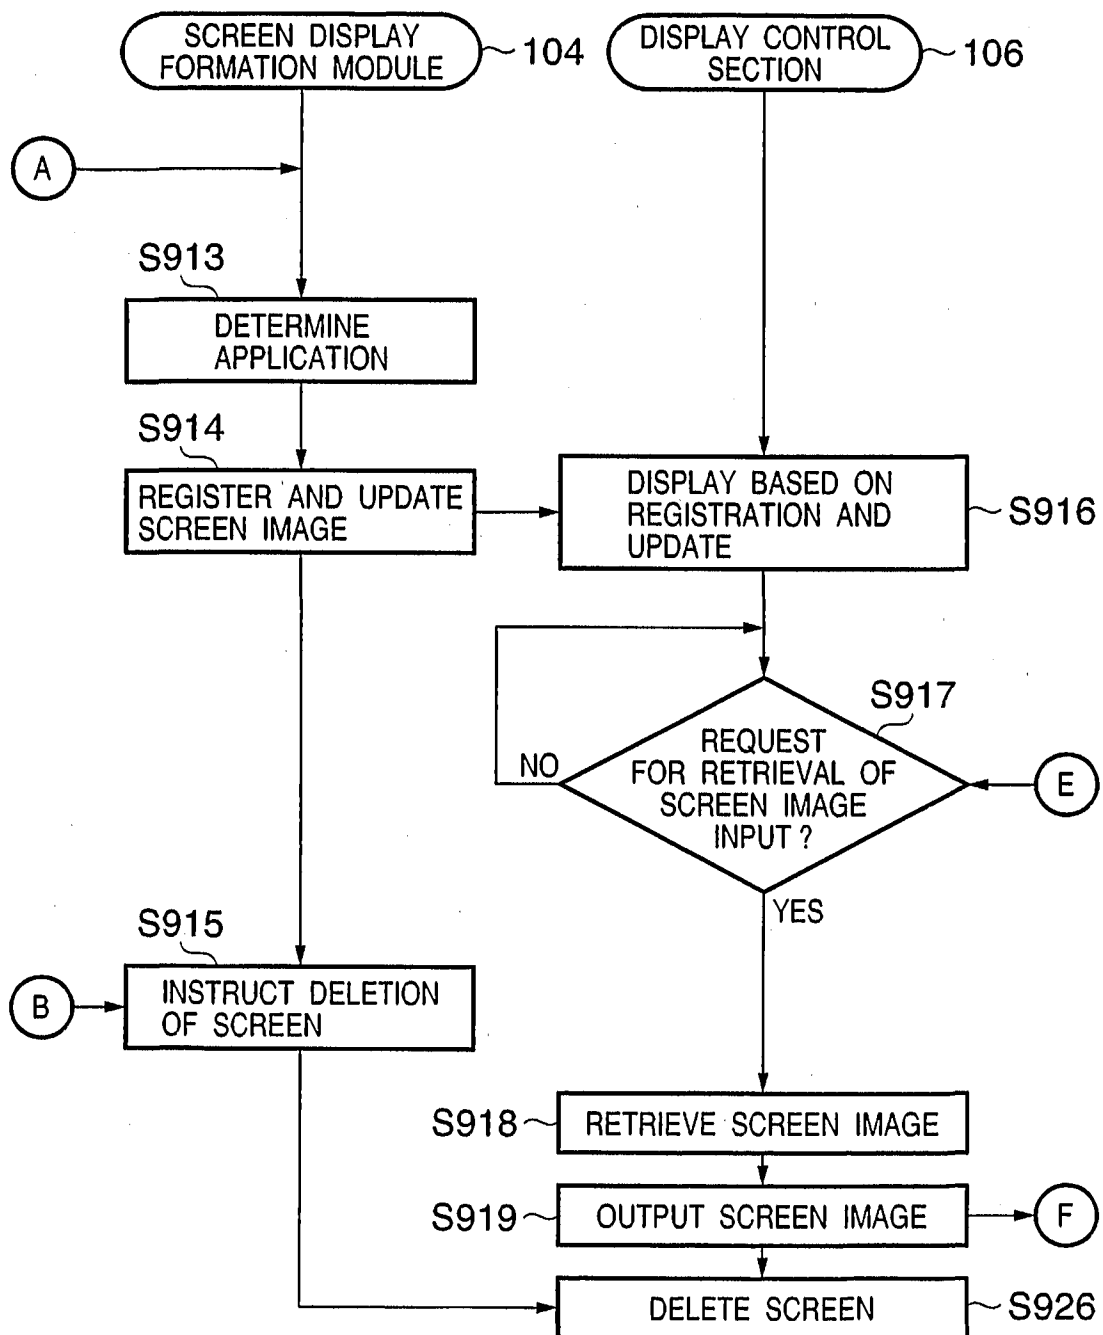 SCREEN DISPLAY
FORMATION MODULE
104
DISPLAY CONTROL
SECTION
106
A
S913
DETERMINE
APPLICATION
S914
REGISTER AND UPDATE
SCREEN IMAGE
DISPLAY BASED ON
REGISTRATION AND
UPDATE
S916
S917
REQUEST
FOR RETRIEVAL OF
SCREEN IMAGE
INPUT ?
NO
E
YES
S915
B
INSTRUCT DELETION
OF SCREEN
S918
RETRIEVE SCREEN IMAGE
S919
OUTPUT SCREEN IMAGE
F
DELETE SCREEN
S926